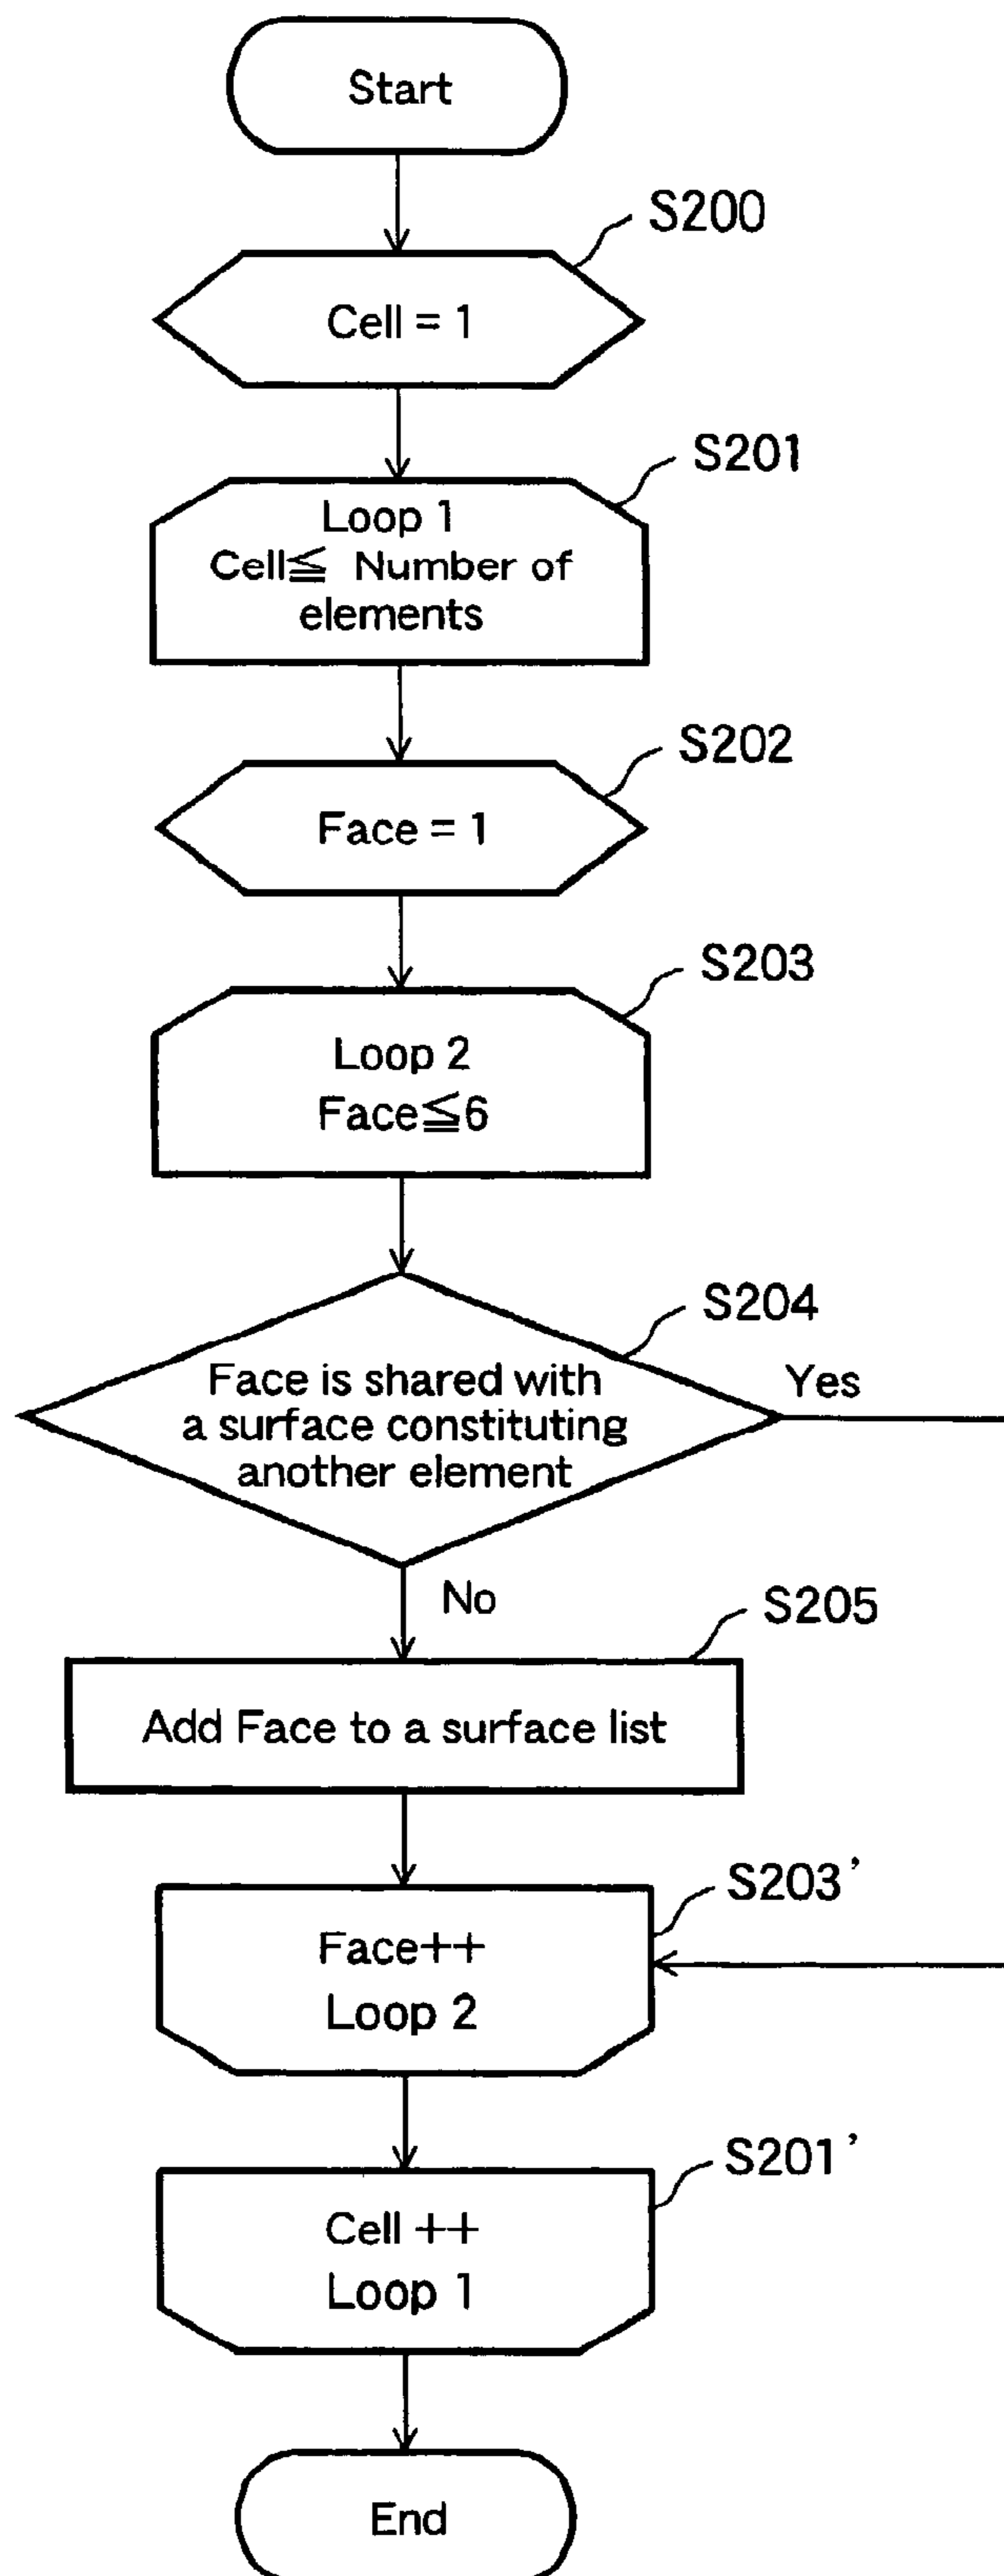 Start
S200
Cell = 1
S201
Loop 1
Cell≦ Number of
elements
S202
Face = 1
S203
Loop 2
Face≦6
S204
Face is shared with
a surface constituting
another element
Yes
No
S205
Add Face to a surface list
S203'
Face++
Loop 2
S201'
Cell ++
Loop 1
End